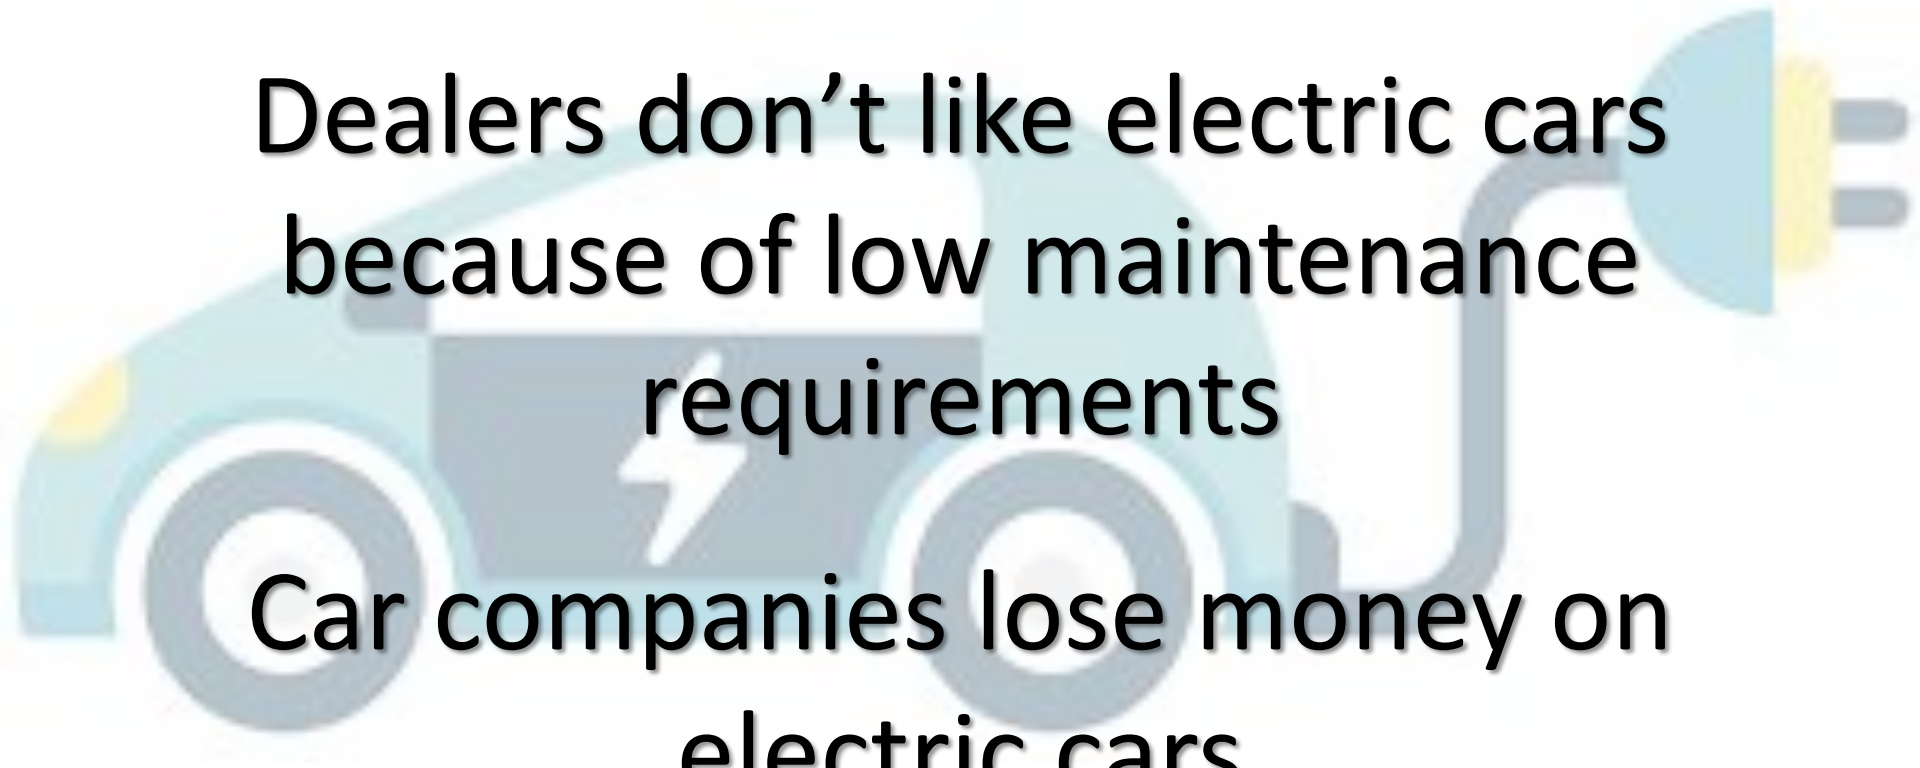 Dealers don’t like electric cars
because of low maintenance
requirements
Car companies lose money on
electric cars